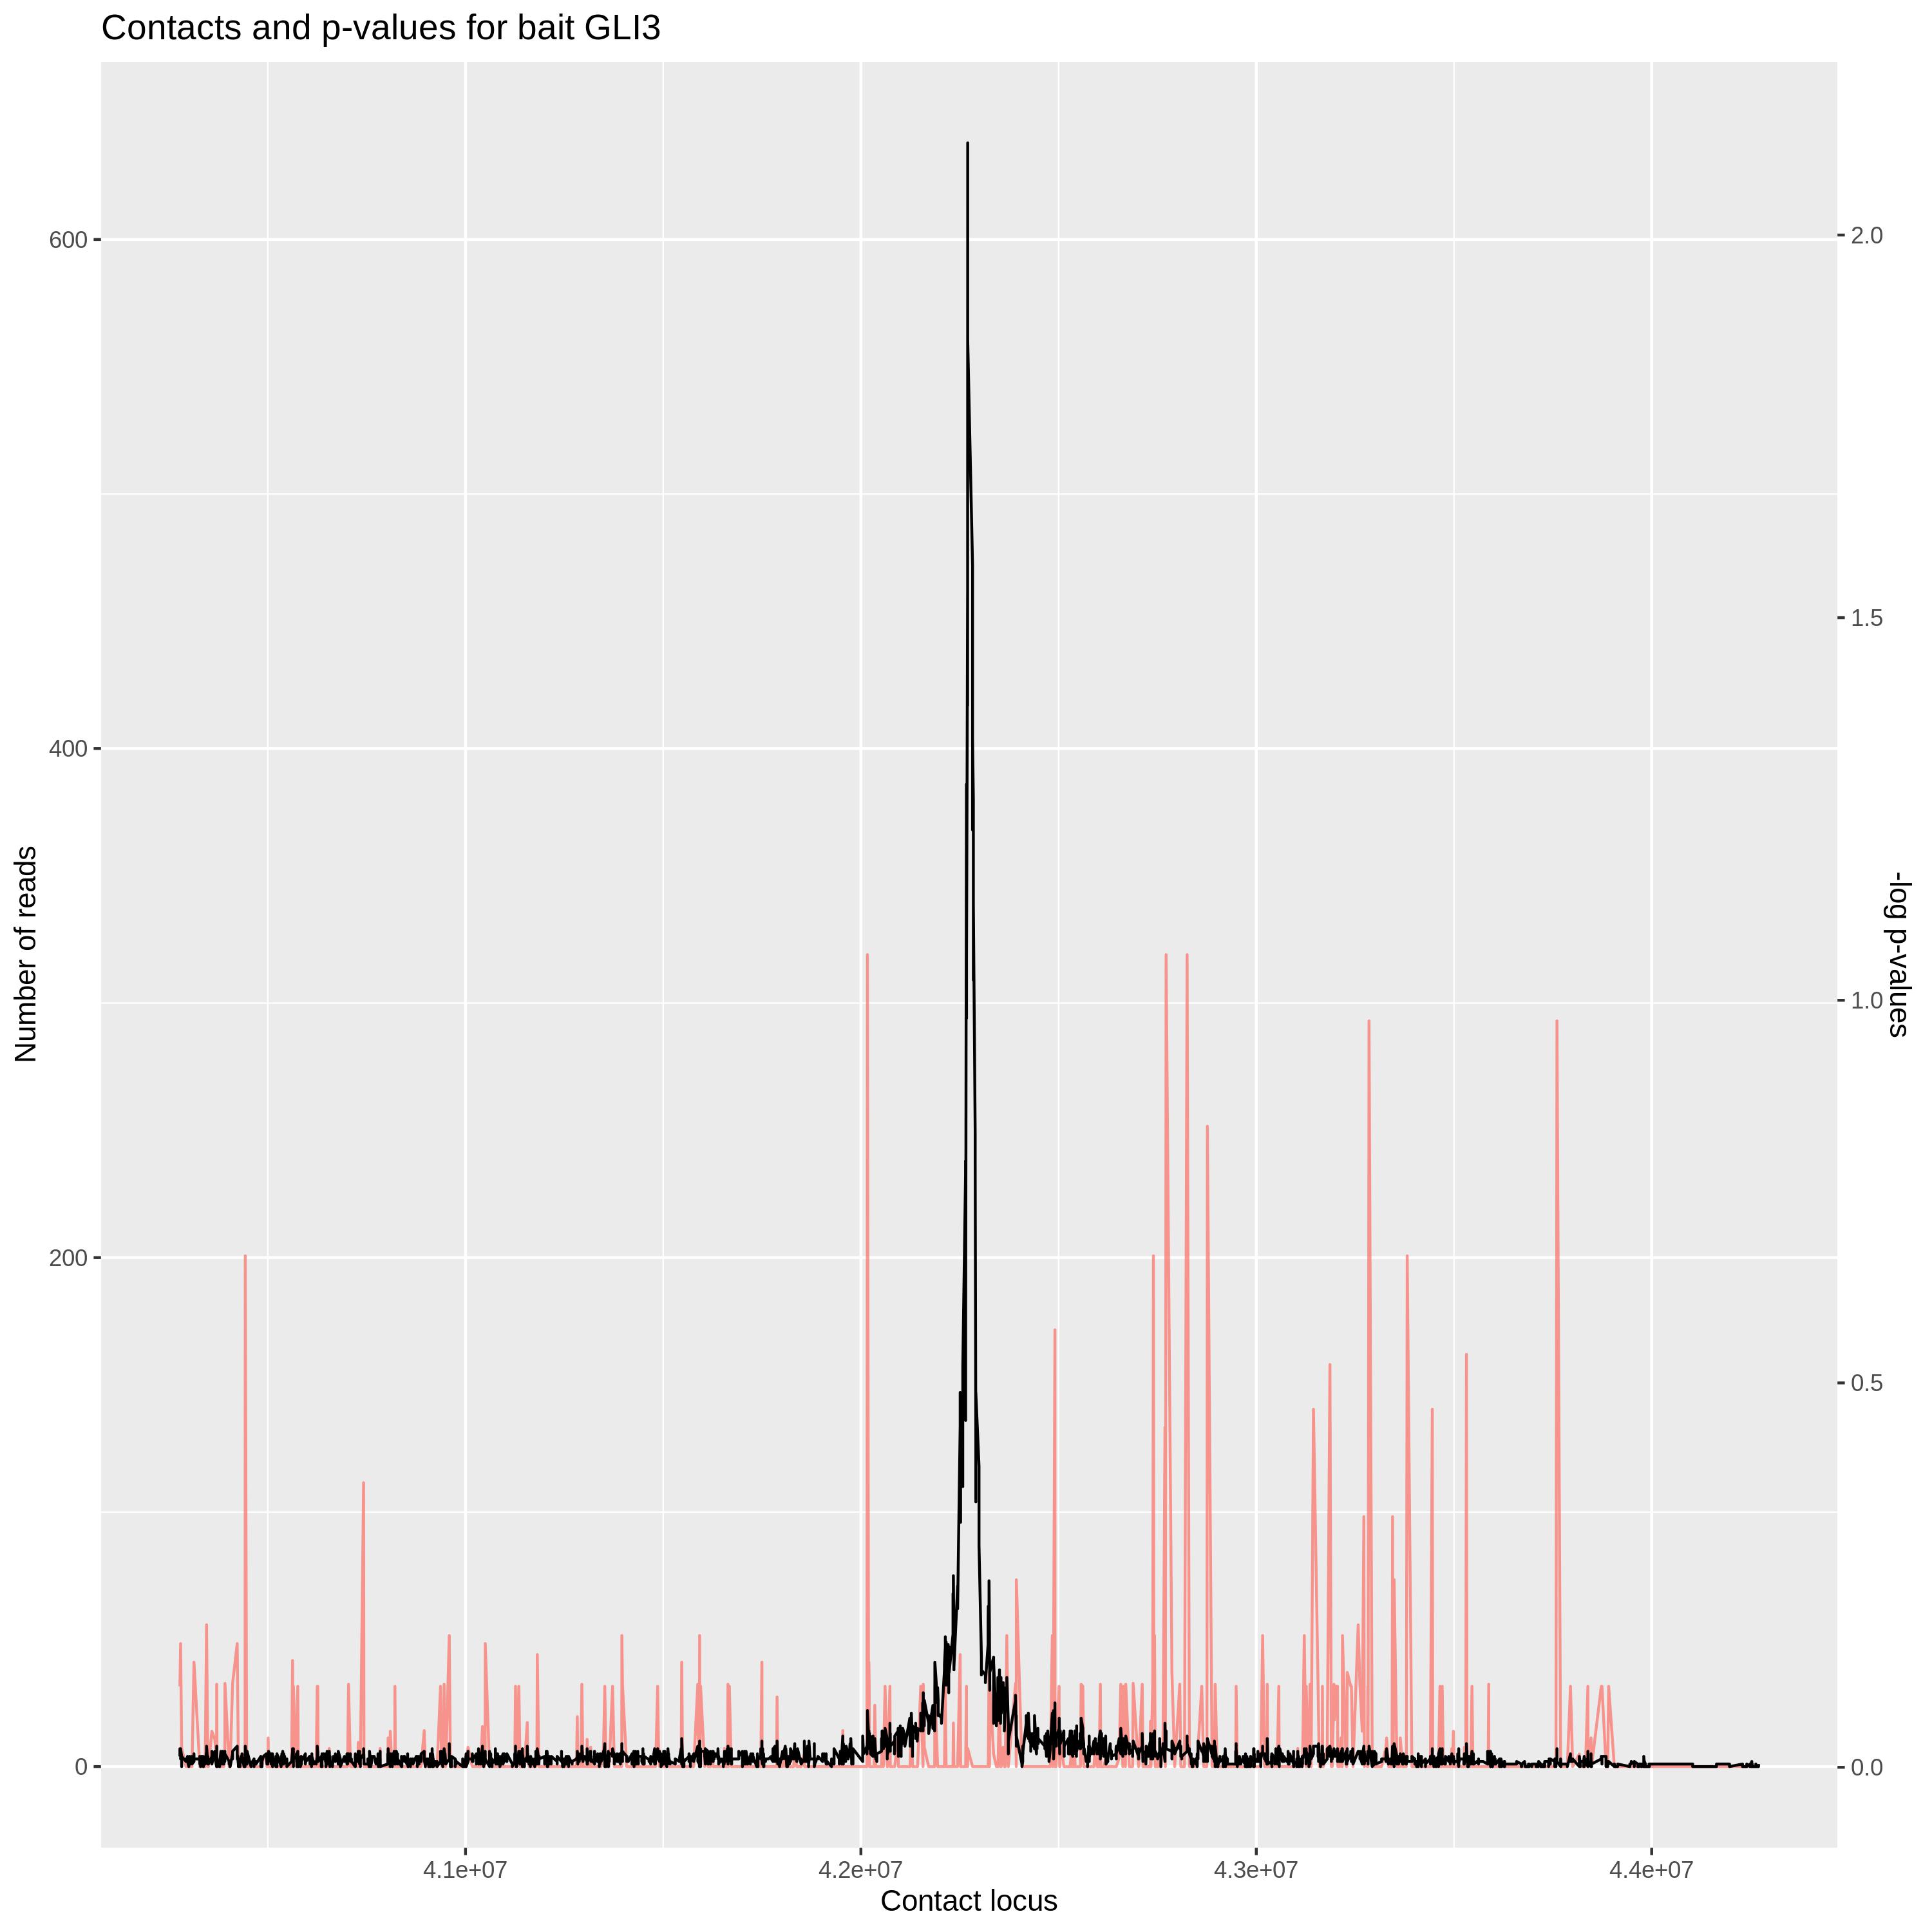 Contacts and p-values for bait GLI3
Number of reads
600
400
200
0
2.0
1.5
1.0
0.5
0.0
-log p-values
4.1e+07
4.2e+07
4.3e+07
4.4e+07
Contact locus